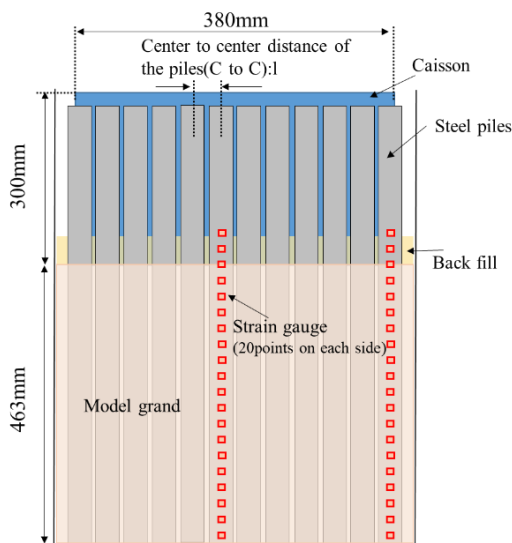 380mm
Center to center distance of
the piles(C to C):l
Caisson
Steel piles
300mm
Back fill
Strain gauge
(20points on each side)
Model grand
463mm